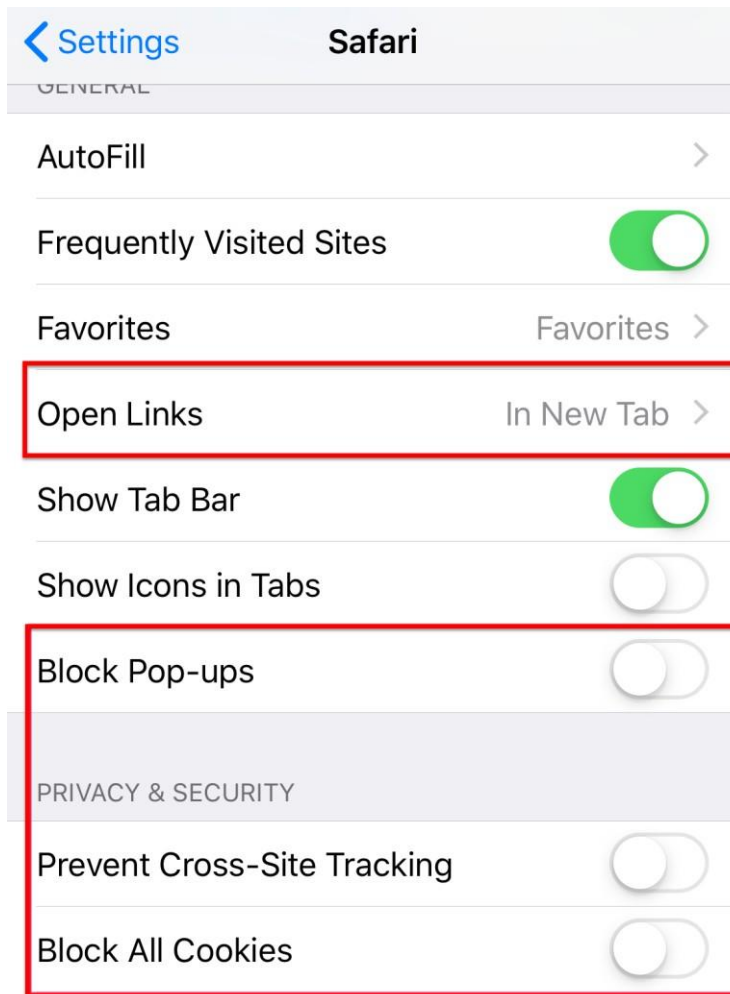 Settings Safari
GENERAL
AutoFill
Frequently Visited Sites
Favorites Favorites
Open Links In New Tab
Show Tab Bar
Show Icons in Tabs
Block Pop-ups
PRIVACY & SECURITY
Prevent Cross-Site Tracking
Block All Cookies